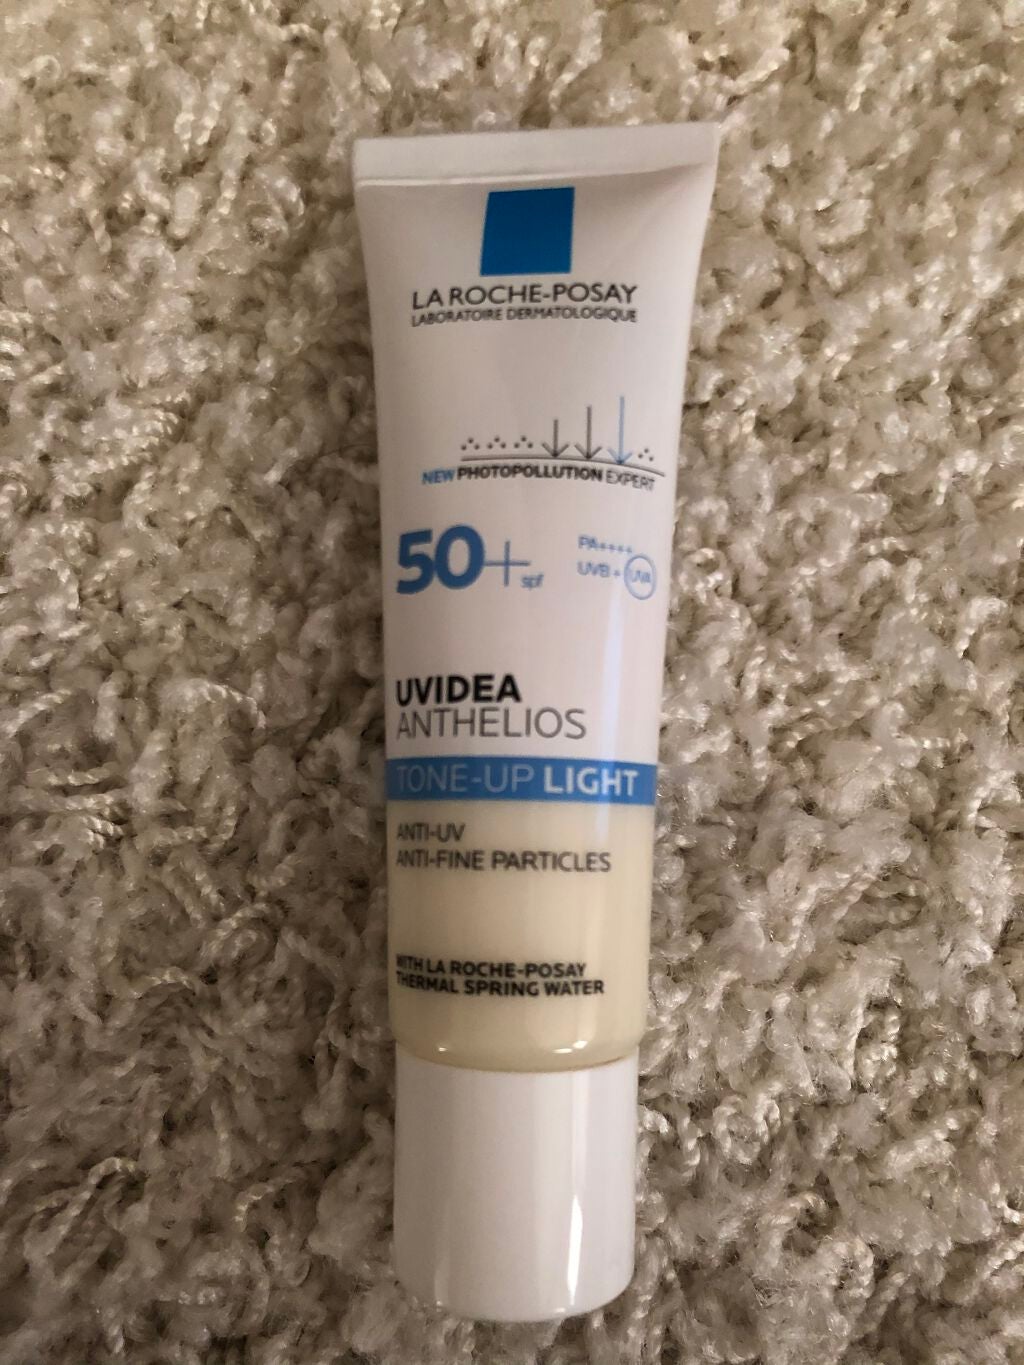 LA ROCHE-POSAY
LABORATOIRE DERMATOLOGIQUE
NEW PHOTOPOLLUTION EXPERT
50+ spf
PA++++
UVB + UVA
UVIDEA
ANTHELIOS
TONE-UP LIGHT
ANTI-UV
ANTI-FINE PARTICLES
WITH LA ROCHE-POSAY
THERMAL SPRING WATER